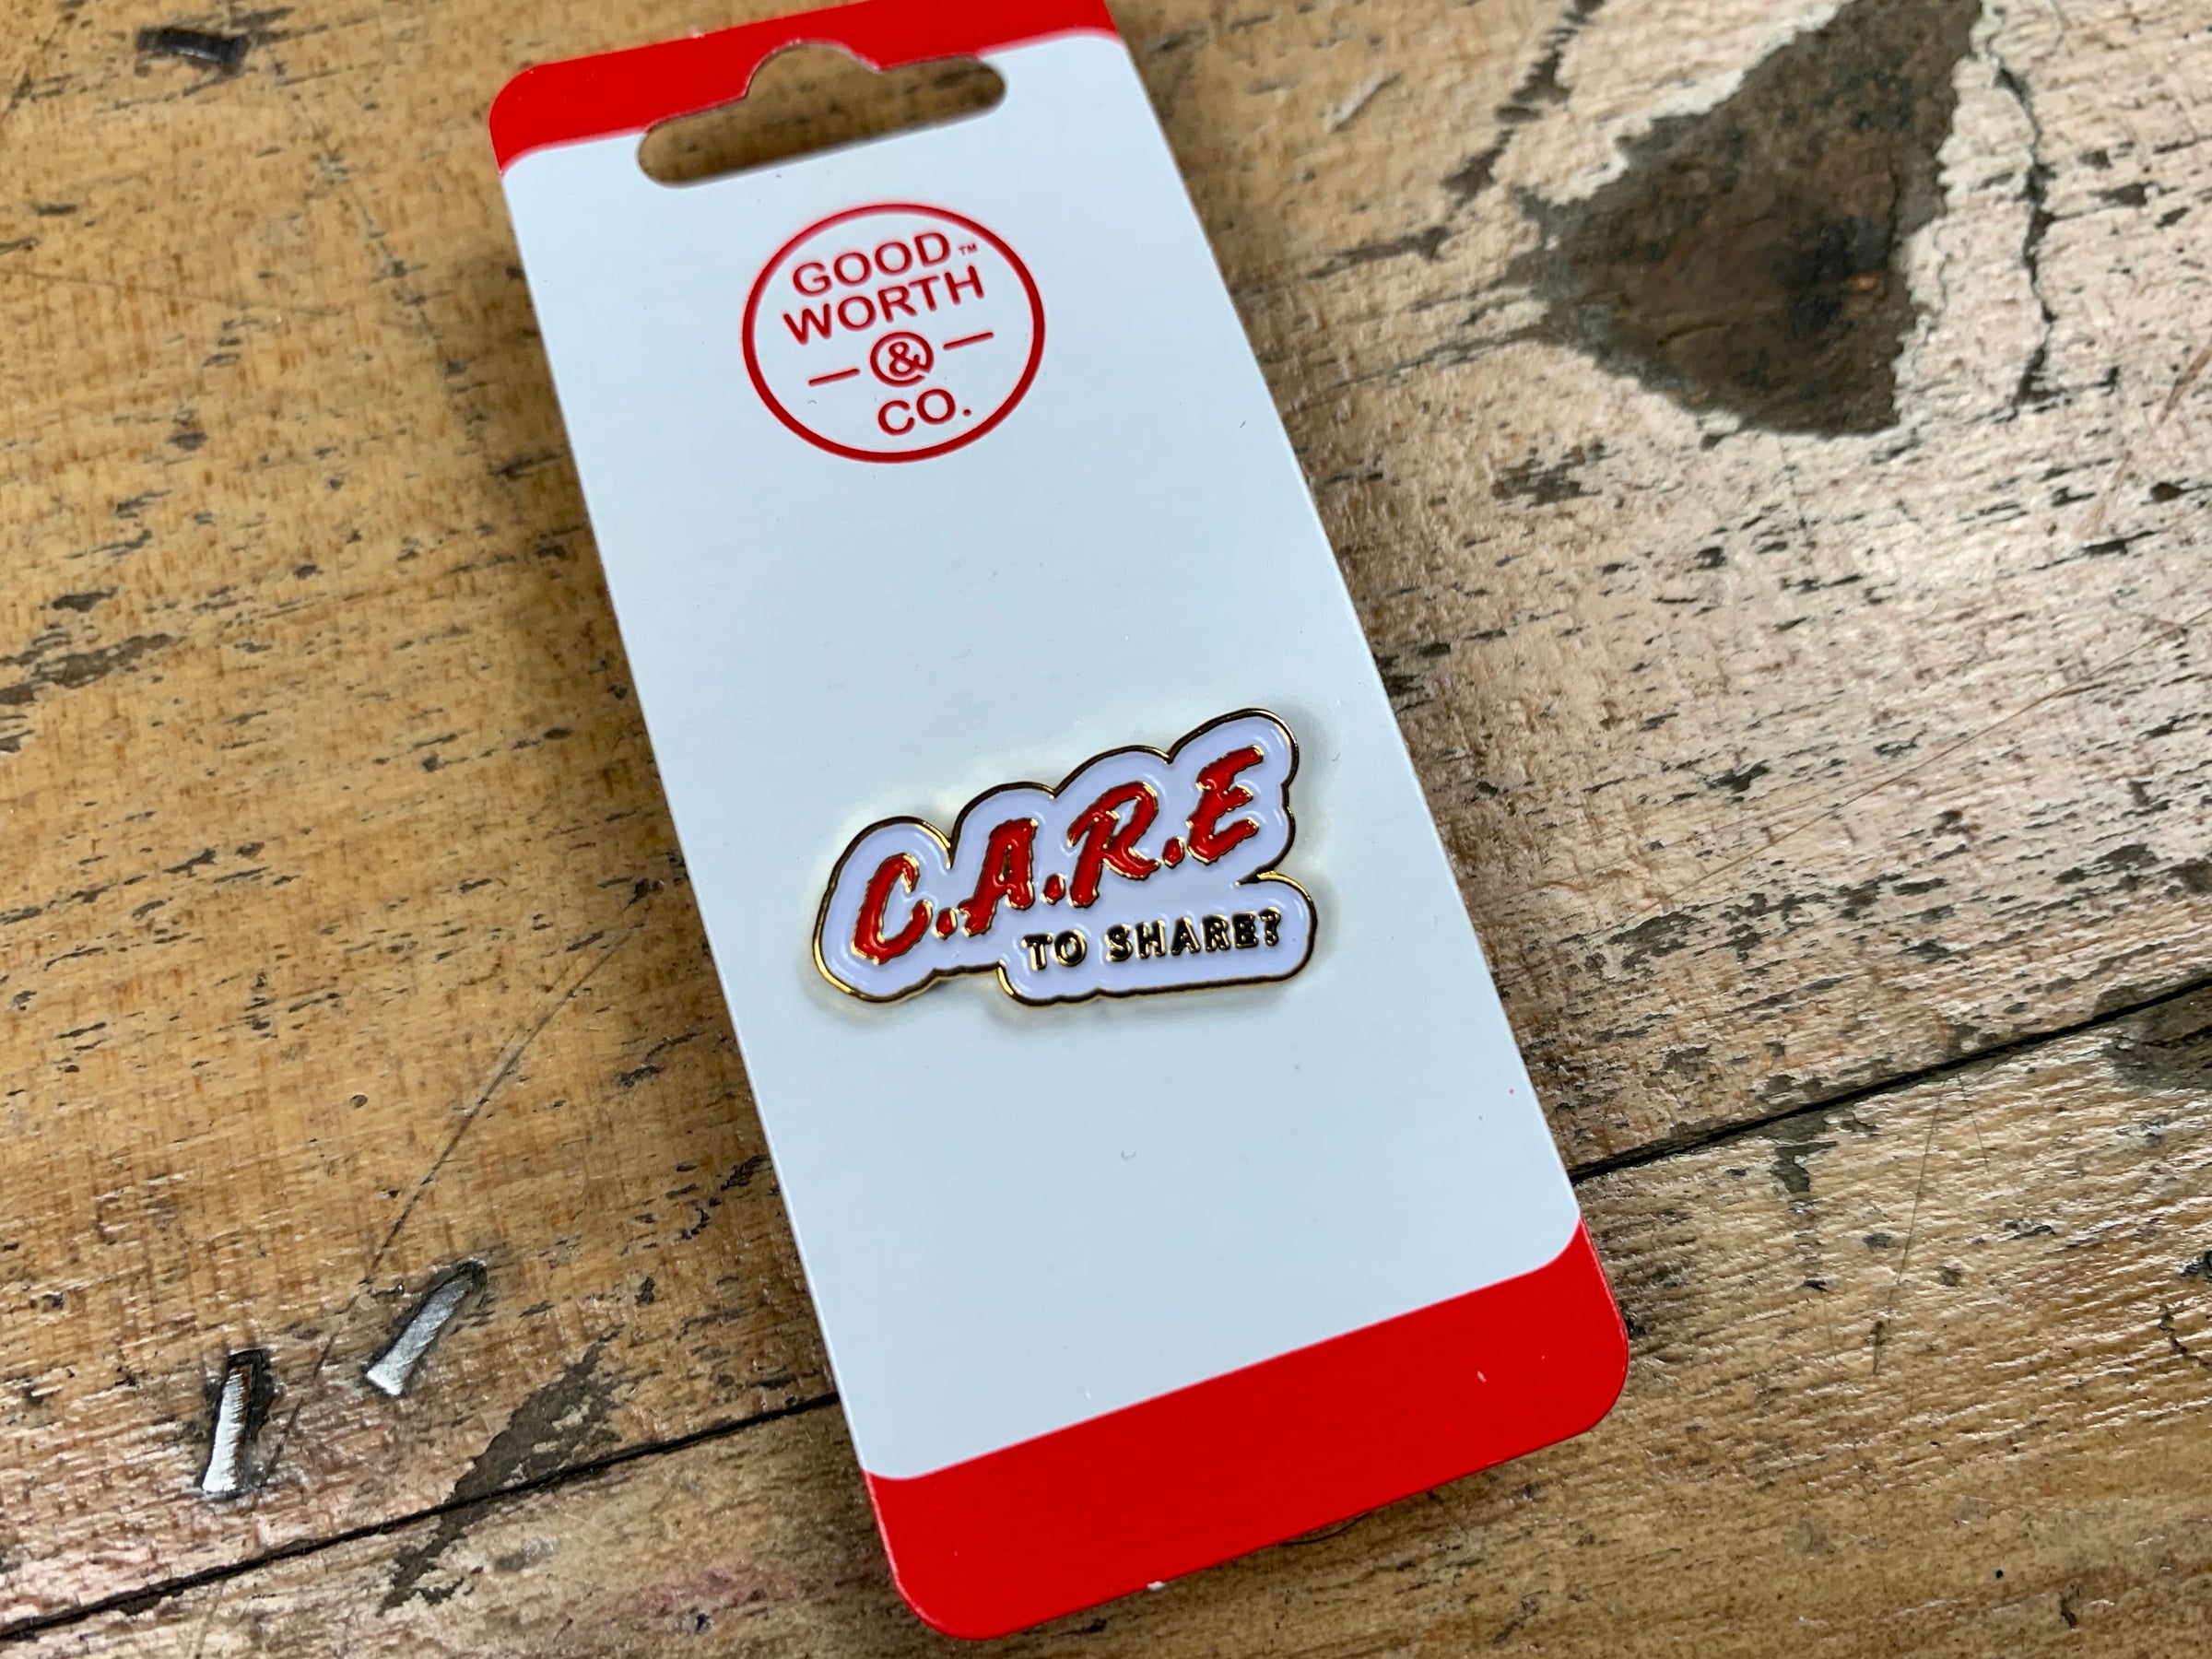 GOOD™
WORTH
&
CO.
C.A.R.E
TO SHARE?